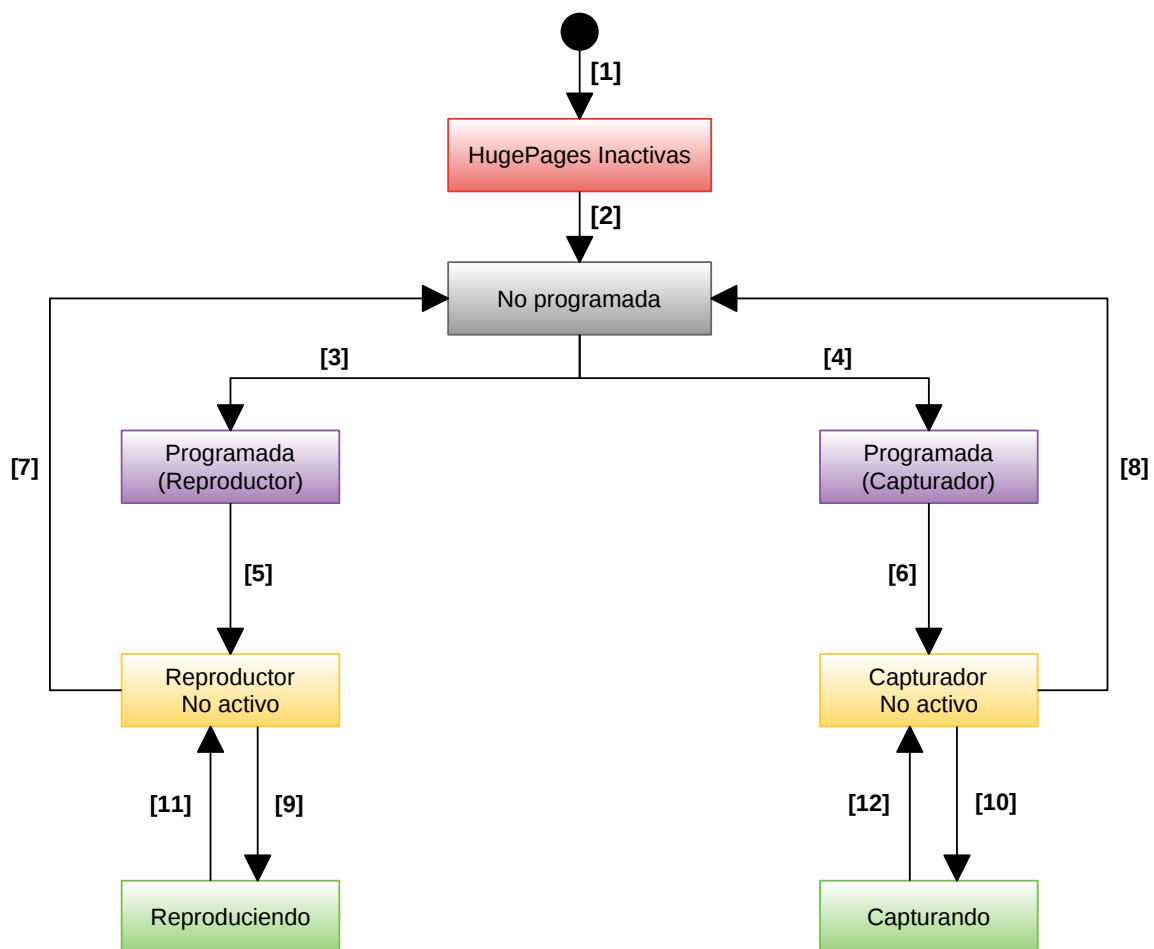 [1]
HugePages Inactivas
[2]
No programada
[3]
[4]
Programada
(Reproductor)
Programada
(Capturador)
[7]
[8]
[5]
[6]
Reproductor
No activo
Capturador
No activo
[11]
[9]
[12]
[10]
Reproduciendo
Capturando